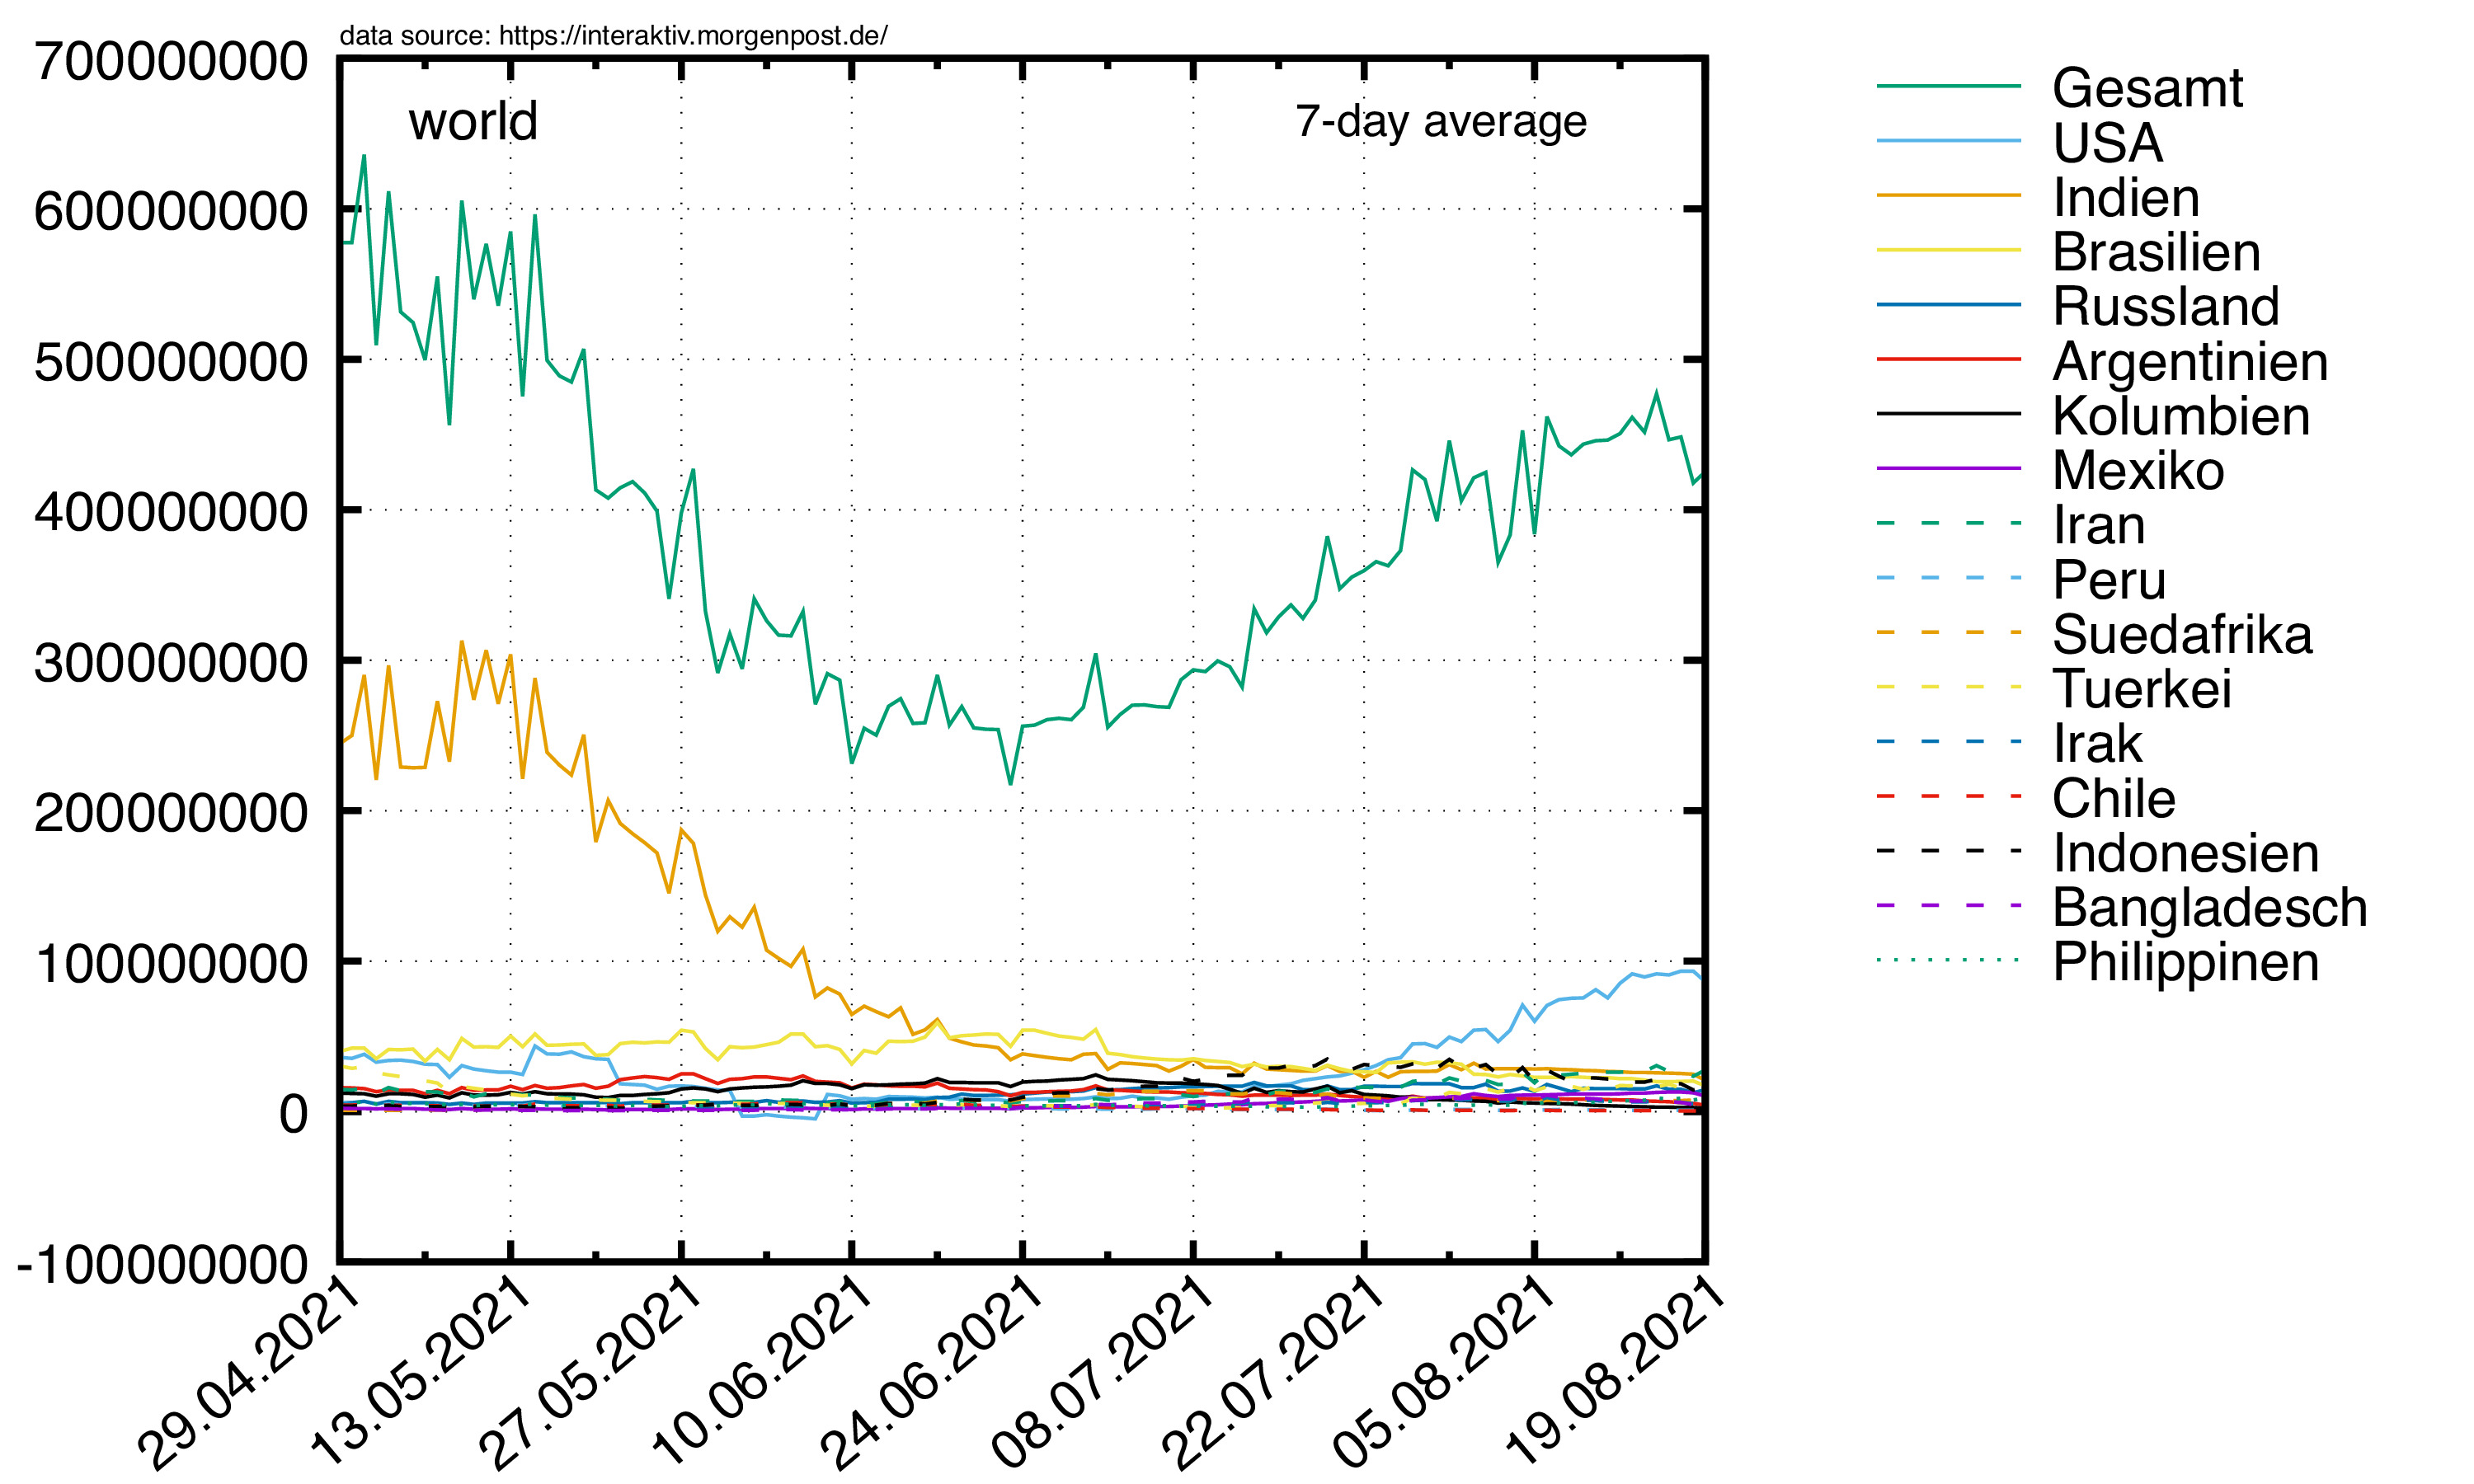 data source: https://interaktiv.morgenpost.de/
world
7-day average
700000000
600000000
500000000
400000000
300000000
200000000
100000000
0
-100000000
29.04.2021
13.05.2021
27.05.2021
10.06.2021
24.06.2021
08.07.2021
22.07.2021
05.08.2021
19.08.2021
Gesamt
USA
Indien
Brasilien
Russland
Argentinien
Kolumbien
Mexiko
Iran
Peru
Suedafrika
Tuerkei
Irak
Chile
Indonesien
Bangladesch
Philippinen